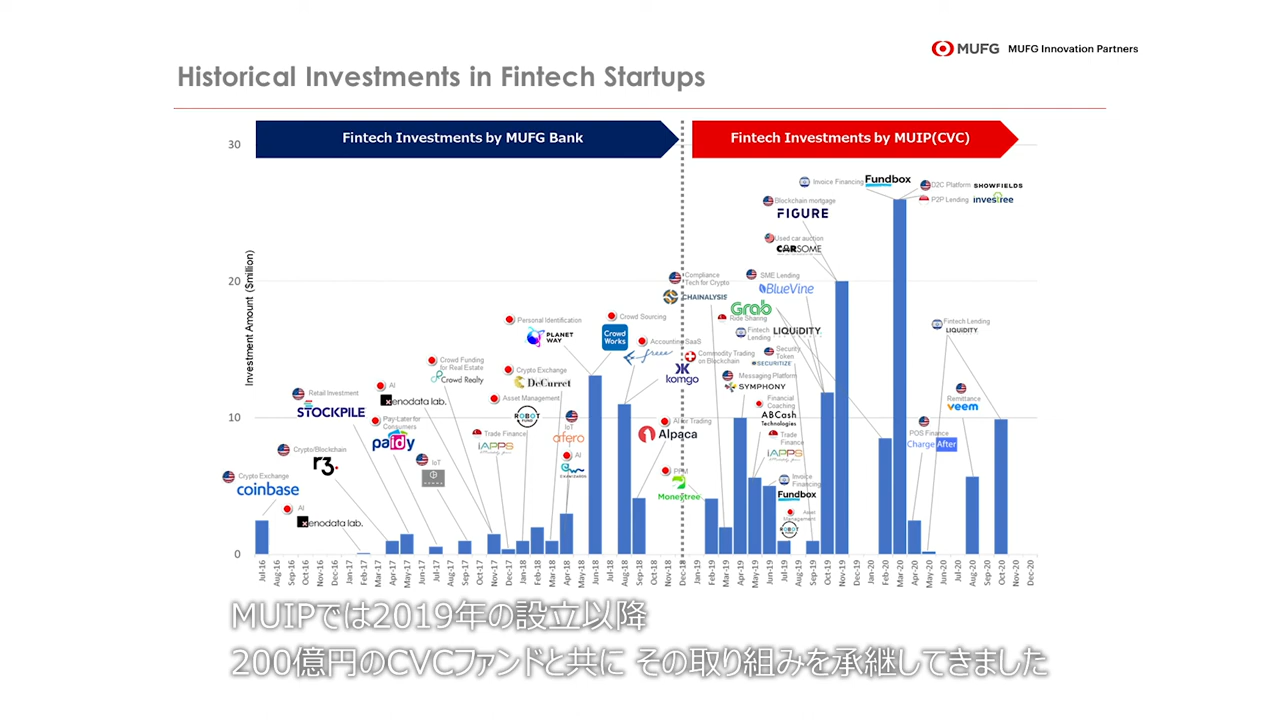 MUFG MUFG Innovation Partners
Historical Investments in Fintech Startups
Fintech Investments by MUFG Bank
Fintech Investments by MUIP(CVC)
Investment Amount ($million)
30
20
10
0
Crypto Exchange
coinbase
AI
enodata lab.
Crypto/Blockchain
r3.
Retail Investment
STOCKPILE
AI
enodata lab.
Pay-Later for
Consumers
paidy
IoT
Crowd Funding
for Real Estate
Crowd Realty
Trade Finance
iAPPS
Asset Management
ROBOT
FUND
Crypto Exchange
DeCurret
Personal Identification
PLANET
WAY
IoT
afero
AI
Crowd Sourcing
Crowd
Works
Accounting SaaS
freee
komgo
Commodity Trading
on Blockchain
AI for Trading
Alpaca
PFM
Moneytree
Compliance
Tech for Crypto
CHAINALYSIS
Ride Sharing
Grab
Fintech
Lending
LIQUIDITY
SME Lending
BlueVine
Security
Token
SECURITIZE
Messaging Platform
SYMPHONY
Financial
Coaching
ABCash
Technologies
Trade
Finance
iAPPS
Invoice
Financing
Fundbox
Asset
Management
ROBOT
FUND
Used car auction
CARSOME
Blockchain mortgage
FIGURE
Invoice Financing
Fundbox
D2C Platform SHOWFIELDS
P2P Lending investree
Fintech Lending
LIQUIDITY
Remittance
veem
POS Finance
Charge After
Jul-16
Aug-16
Sep-16
Oct-16
Nov-16
Dec-16
Jan-17
Feb-17
Mar-17
Apr-17
May-17
Jun-17
Jul-17
Aug-17
Sep-17
Oct-17
Nov-17
Dec-17
Jan-18
Feb-18
Mar-18
Apr-18
May-18
Jun-18
Jul-18
Aug-18
Sep-18
Oct-18
Nov-18
Dec-18
Jan-19
Feb-19
Mar-19
Apr-19
May-19
Jun-19
Jul-19
Aug-19
Sep-19
Oct-19
Nov-19
Dec-19
Jan-20
Feb-20
Mar-20
Apr-20
May-20
Jun-20
Jul-20
Aug-20
Sep-20
Oct-20
Nov-20
Dec-20
MUIPでは2019年の設立以降
200億円のCVCファンドと共に その取り組みを承継してきました